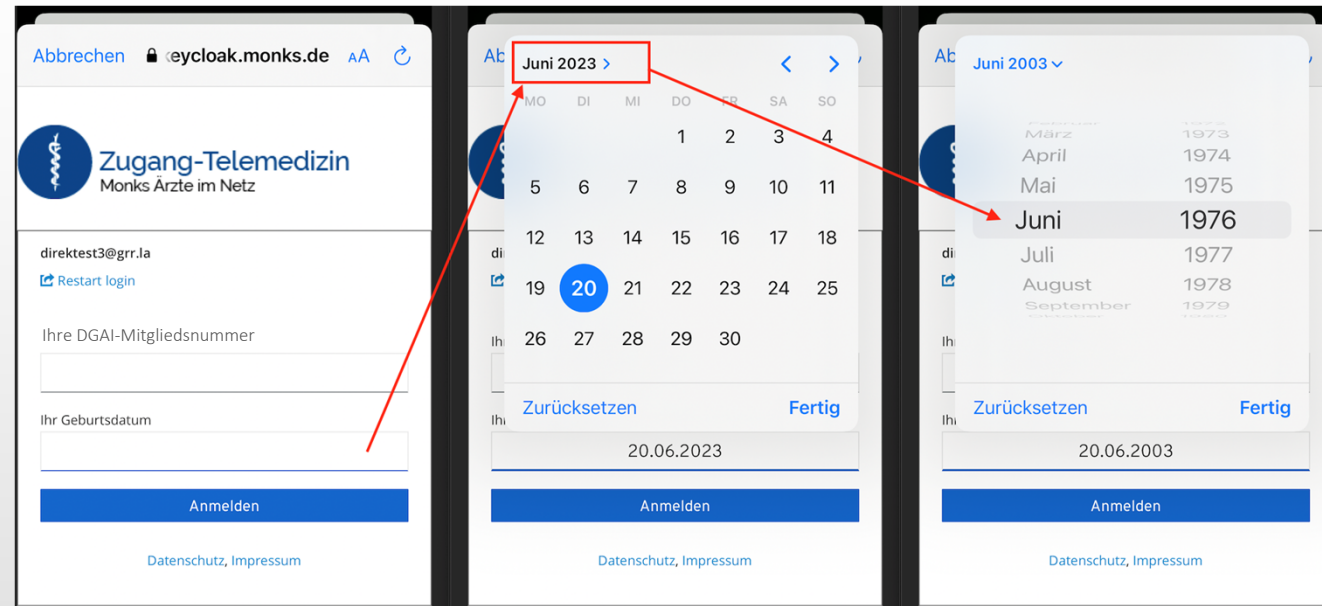 Abbrechen eycloak.monks.de AA
Zugang-Telemedizin
Monks Ärzte im Netz
direktest3@grr.la
Restart login
Ihre DGAI-Mitgliedsnummer
Ihr Geburtsdatum
Anmelden
Datenschutz, Impressum
Ab
Juni 2023 >
MO DI MI DO FR SA SO
1 2 3 4
5 6 7 8 9 10 11
12 13 14 15 16 17 18
19 20 21 22 23 24 25
26 27 28 29 30
Zurücksetzen Fertig
20.06.2023
Anmelden
Datenschutz, Impressum
Ab
Juni 2003
März 1973
April 1974
Mai 1975
Juni 1976
Juli 1977
August 1978
September 1979
Zurücksetzen Fertig
20.06.2003
Anmelden
Datenschutz, Impressum